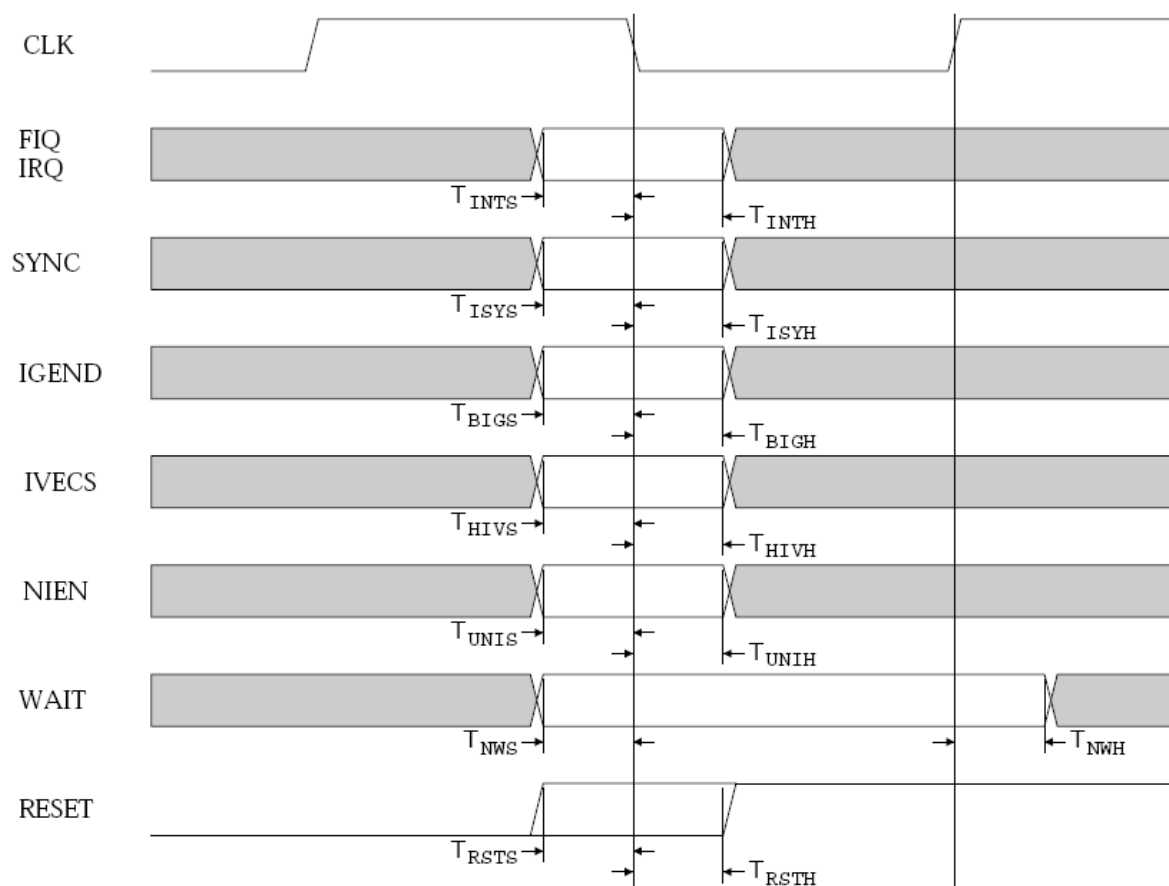 CLK
FIQ
IRQ
TINTS
TINTH
SYNC
TISYS
TISYH
IGEND
TBIGS
TBIGH
IVECS
THIVS
THIVH
NIEN
TUNIS
TUNIH
WAIT
TNWS
TNWH
RESET
TRSTS
TRSTH